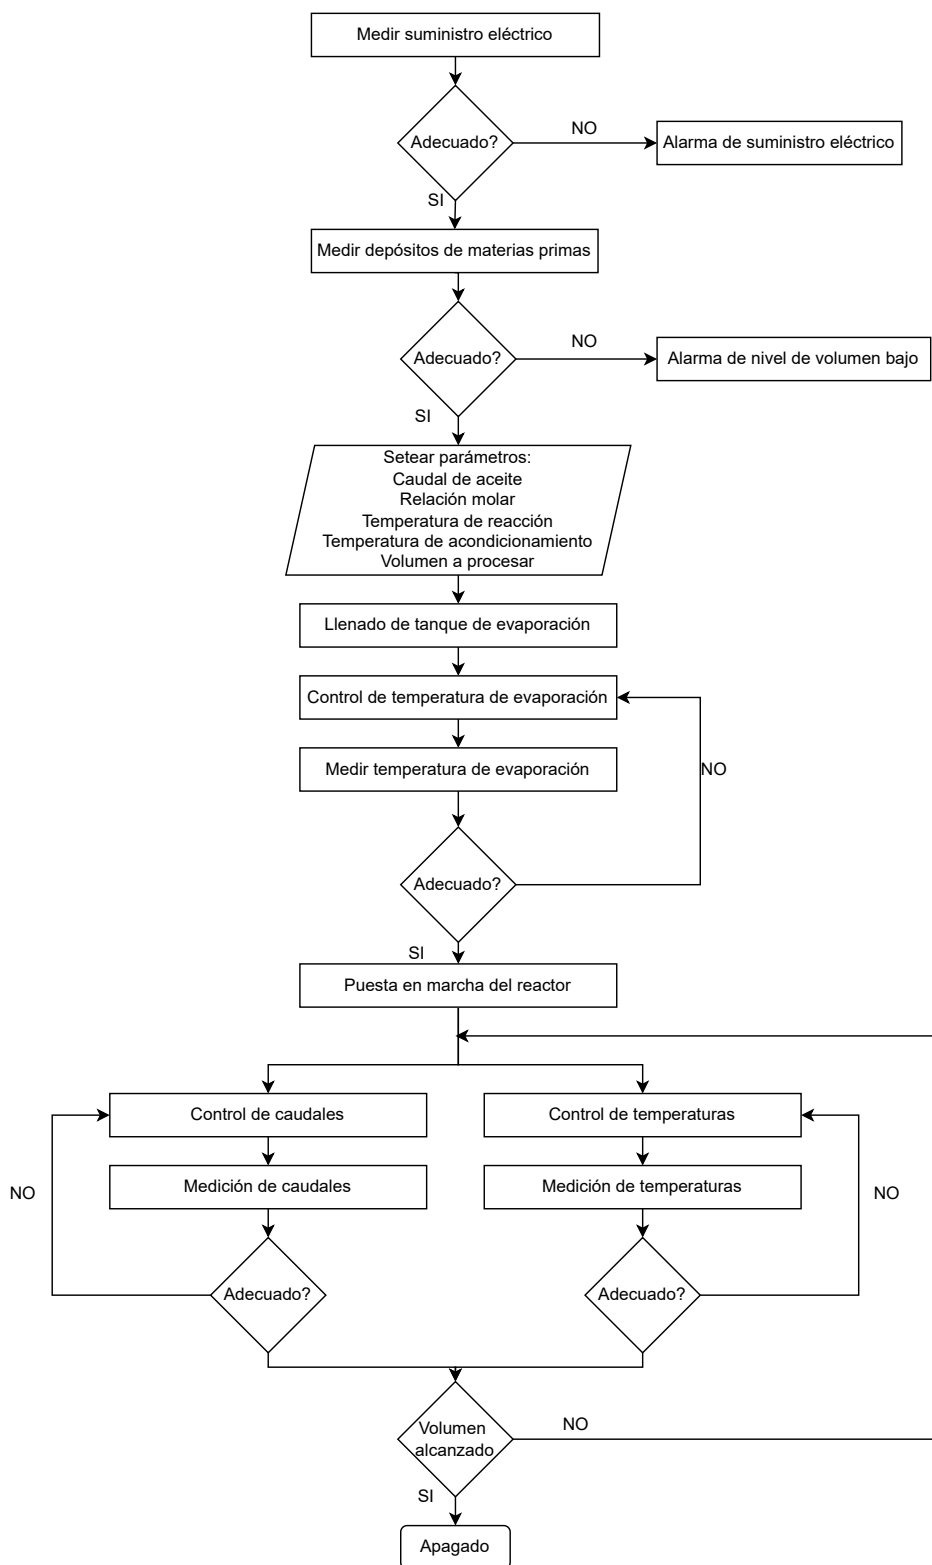 Medir suministro eléctrico
Adecuado?
NO
Alarma de suministro eléctrico
SI
Medir depósitos de materias primas
Adecuado?
NO
Alarma de nivel de volumen bajo
SI
Setear parámetros:
Caudal de aceite
Relación molar
Temperatura de reacción
Temperatura de acondicionamiento
Volumen a procesar
Llenado de tanque de evaporación
Control de temperatura de evaporación
Medir temperatura de evaporación
NO
Adecuado?
SI
Puesta en marcha del reactor
Control de caudales
Control de temperaturas
Medición de caudales
Medición de temperaturas
NO
NO
Adecuado?
Adecuado?
Volumen
alcanzado
NO
SI
Apagado